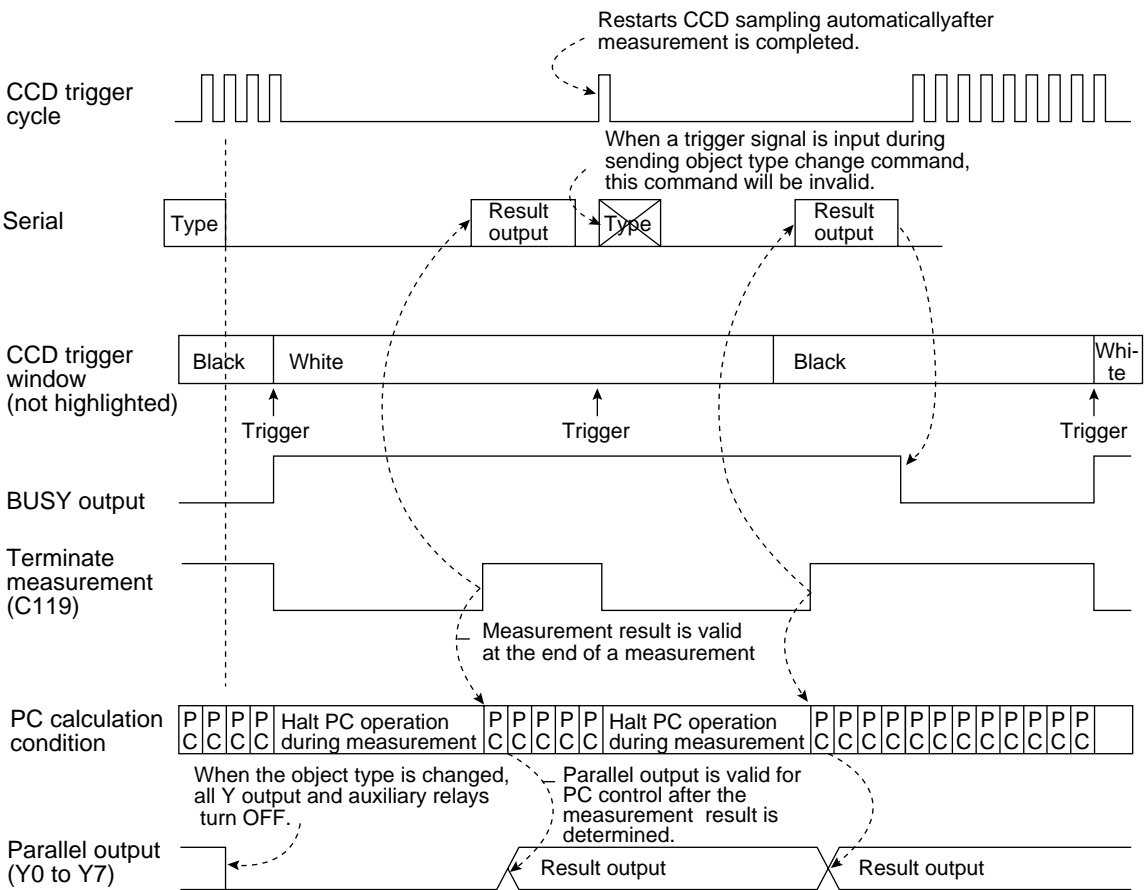 Restarts CCD sampling automaticallyafter
measurement is completed.
CCD trigger
cycle
When a trigger signal is input during
sending object type change command,
this command will be invalid.
Serial
Type
Result
output
Type
Result
output
CCD trigger
window
(not highlighted)
Black
White
Black
Whi-
te
Trigger
Trigger
Trigger
BUSY output
Terminate
measurement
(C119)
Measurement result is valid
at the end of a measurement
PC calculation
condition
P P P P
C C C C
Halt PC operation
during measurement
P P P P P
C C C C C
Halt PC operation
during measurement
P P P P P P P P P P P P
C C C C C C C C C C C C
When the object type is changed,
all Y output and auxiliary relays
turn OFF.
Parallel output is valid for
PC control after the
measurement result is
determined.
Parallel output
(Y0 to Y7)
Result output
Result output